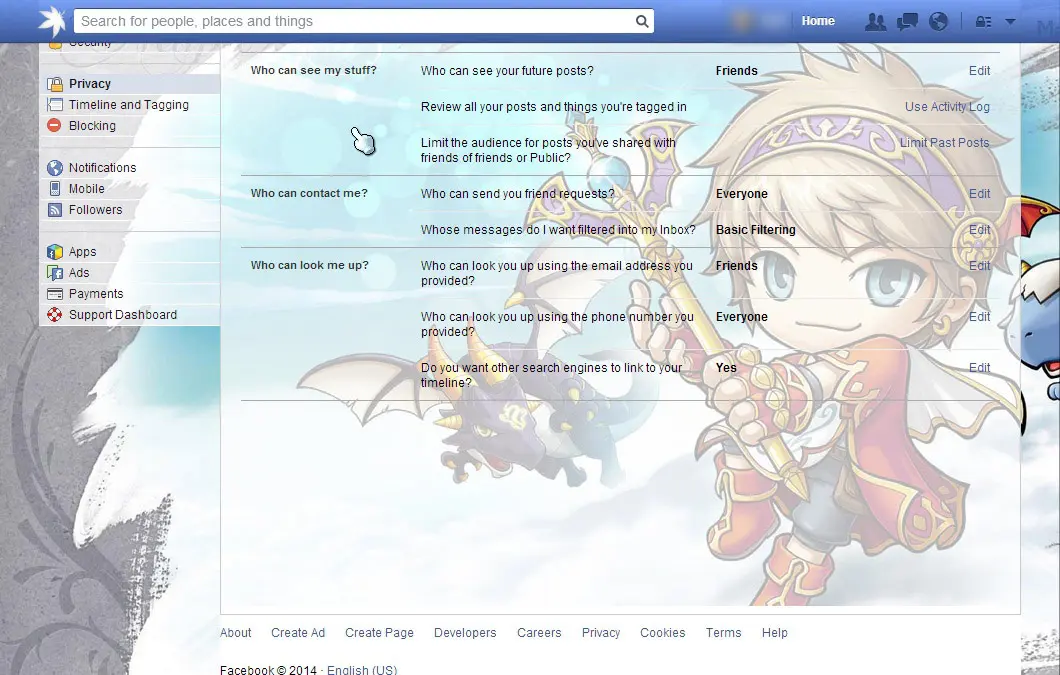 Search for people, places and things
Home
Security
Privacy
Timeline and Tagging
Blocking
Notifications
Mobile
Followers
Apps
Ads
Payments
Support Dashboard
Who can see my stuff?
Who can see your future posts?
Friends
Edit
Review all your posts and things you're tagged in
Use Activity Log
Limit the audience for posts you've shared with
friends of friends or Public?
Limit Past Posts
Who can contact me?
Who can send you friend requests?
Everyone
Edit
Whose messages do I want filtered into my Inbox?
Basic Filtering
Edit
Who can look me up?
Who can look you up using the email address you
provided?
Friends
Edit
Who can look you up using the phone number you
provided?
Everyone
Edit
Do you want other search engines to link to your
timeline?
Yes
Edit
About Create Ad Create Page Developers Careers Privacy Cookies Terms Help
Facebook © 2014 · English (US)